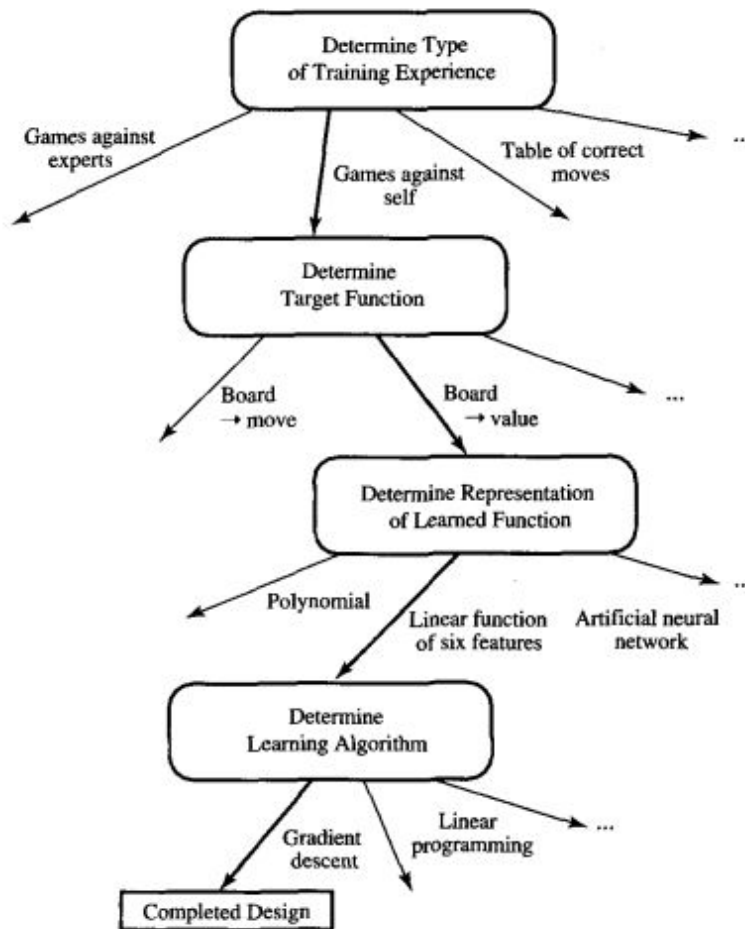 Determine Type
of Training Experience
Games against
experts
Games against
self
Table of correct
moves
...
Determine
Target Function
Board
→ move
Board
→ value
...
Determine Representation
of Learned Function
Polynomial
Linear function
of six features
Artificial neural
network
...
Determine
Learning Algorithm
Gradient
descent
Linear
programming
...
Completed Design